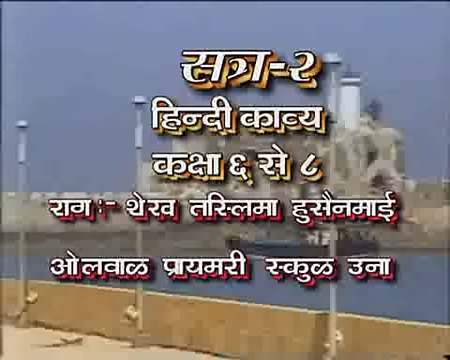 सत्र-२
हिन्दी काव्य
कक्षा ६ से ८
राग:- शेख तस्लिमा हुसैनमाई
ओलवाळ प्रायमरी स्कुळ उना